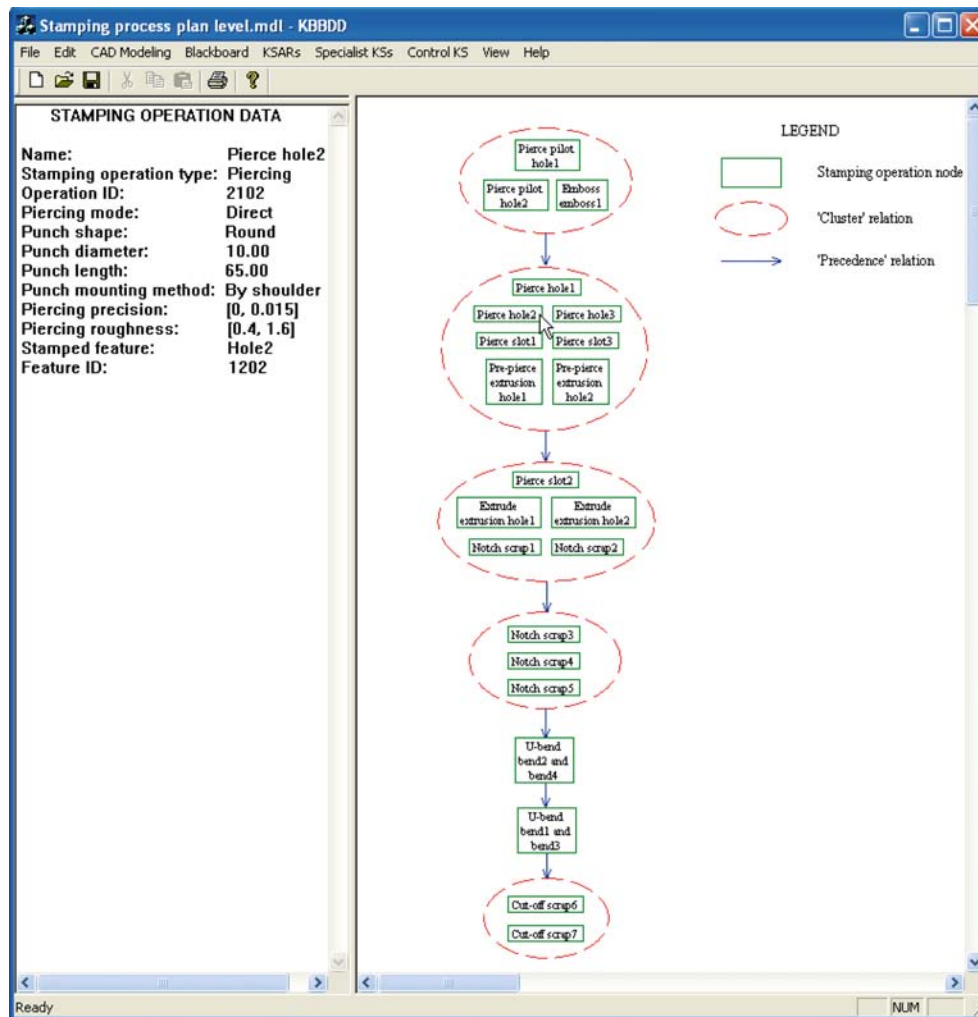 Stamping process plan level.mdl - KBBDD
File Edit CAD Modeling Blackboard KSARs Specialist KSs Control KS View Help
STAMPING OPERATION DATA
Name: Pierce hole2
Stamping operation type: Piercing
Operation ID: 2102
Piercing mode: Direct
Punch shape: Round
Punch diameter: 10.00
Punch length: 65.00
Punch mounting method: By shoulder
Piercing precision: [0, 0.015]
Piercing roughness: [0.4, 1.6]
Stamped feature: Hole2
Feature ID: 1202
Pierce pilot
hole1
Pierce pilot
hole2
Emboss
emboss1
Pierce hole1
Pierce hole2
Pierce hole3
Pierce slot1
Pierce slot3
Pre-pierce
extrusion
hole1
Pre-pierce
extrusion
hole2
Pierce slot2
Extrude
extrusion hole1
Extrude
extrusion hole2
Notch scrap1
Notch scrap2
Notch scrap3
Notch scrap4
Notch scrap5
U-bend
bend2 and
bend4
U-bend
bend1 and
bend3
Cut-off scrap6
Cut-off scrap7
LEGEND
Stamping operation node
'Cluster' relation
'Precedence' relation
Ready
NUM